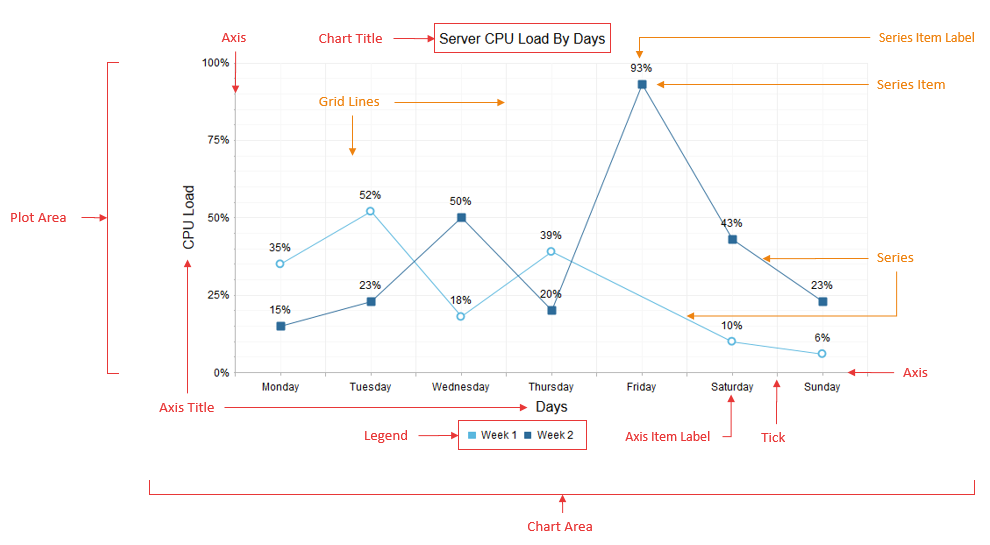 Axis
Chart Title
Server CPU Load By Days
Series Item Label
100%
93%
Series Item
Grid Lines
75%
52%
50%
Plot Area
CPU Load
50%
43%
39%
35%
Series
25%
23%
23%
20%
18%
15%
10%
6%
0%
Axis
Monday Tuesday Wednesday Thursday Friday Saturday Sunday
Axis Title
Days
Legend
Week 1 Week 2
Axis Item Label
Tick
Chart Area